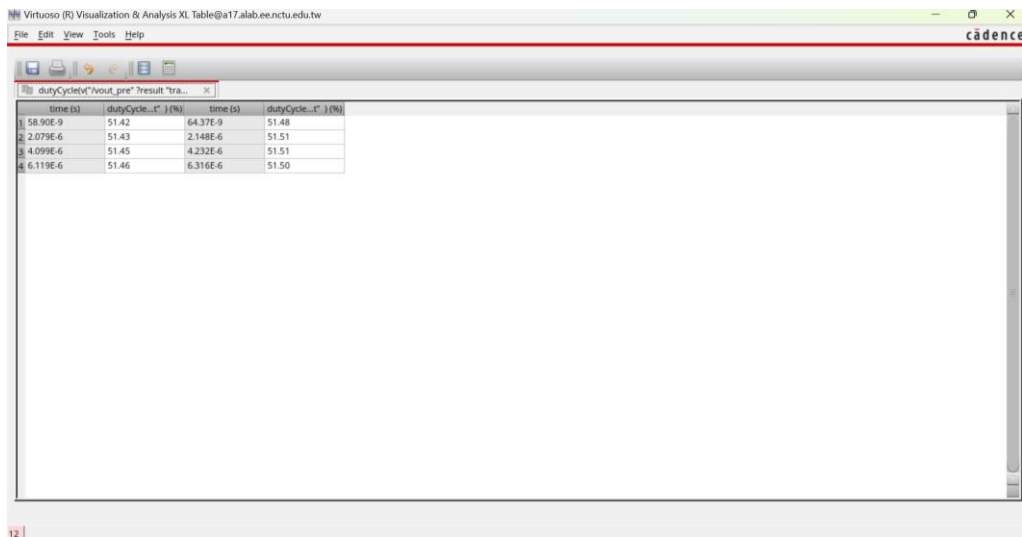 Virtuoso (R) Visualization & Analysis XL Table@a17.alab.ee.nctu.edu.tw
File Edit View Tools Help
cādence
dutyCycle(v("/vout_pre" ?result "tra...
time (s) dutyCycle...t" ) (%) time (s) dutyCycle...t" ) (%)
1 58.90E-9 51.42 64.37E-9 51.48
2 2.079E-6 51.43 2.148E-6 51.51
3 4.099E-6 51.45 4.232E-6 51.51
4 6.119E-6 51.46 6.316E-6 51.50
12